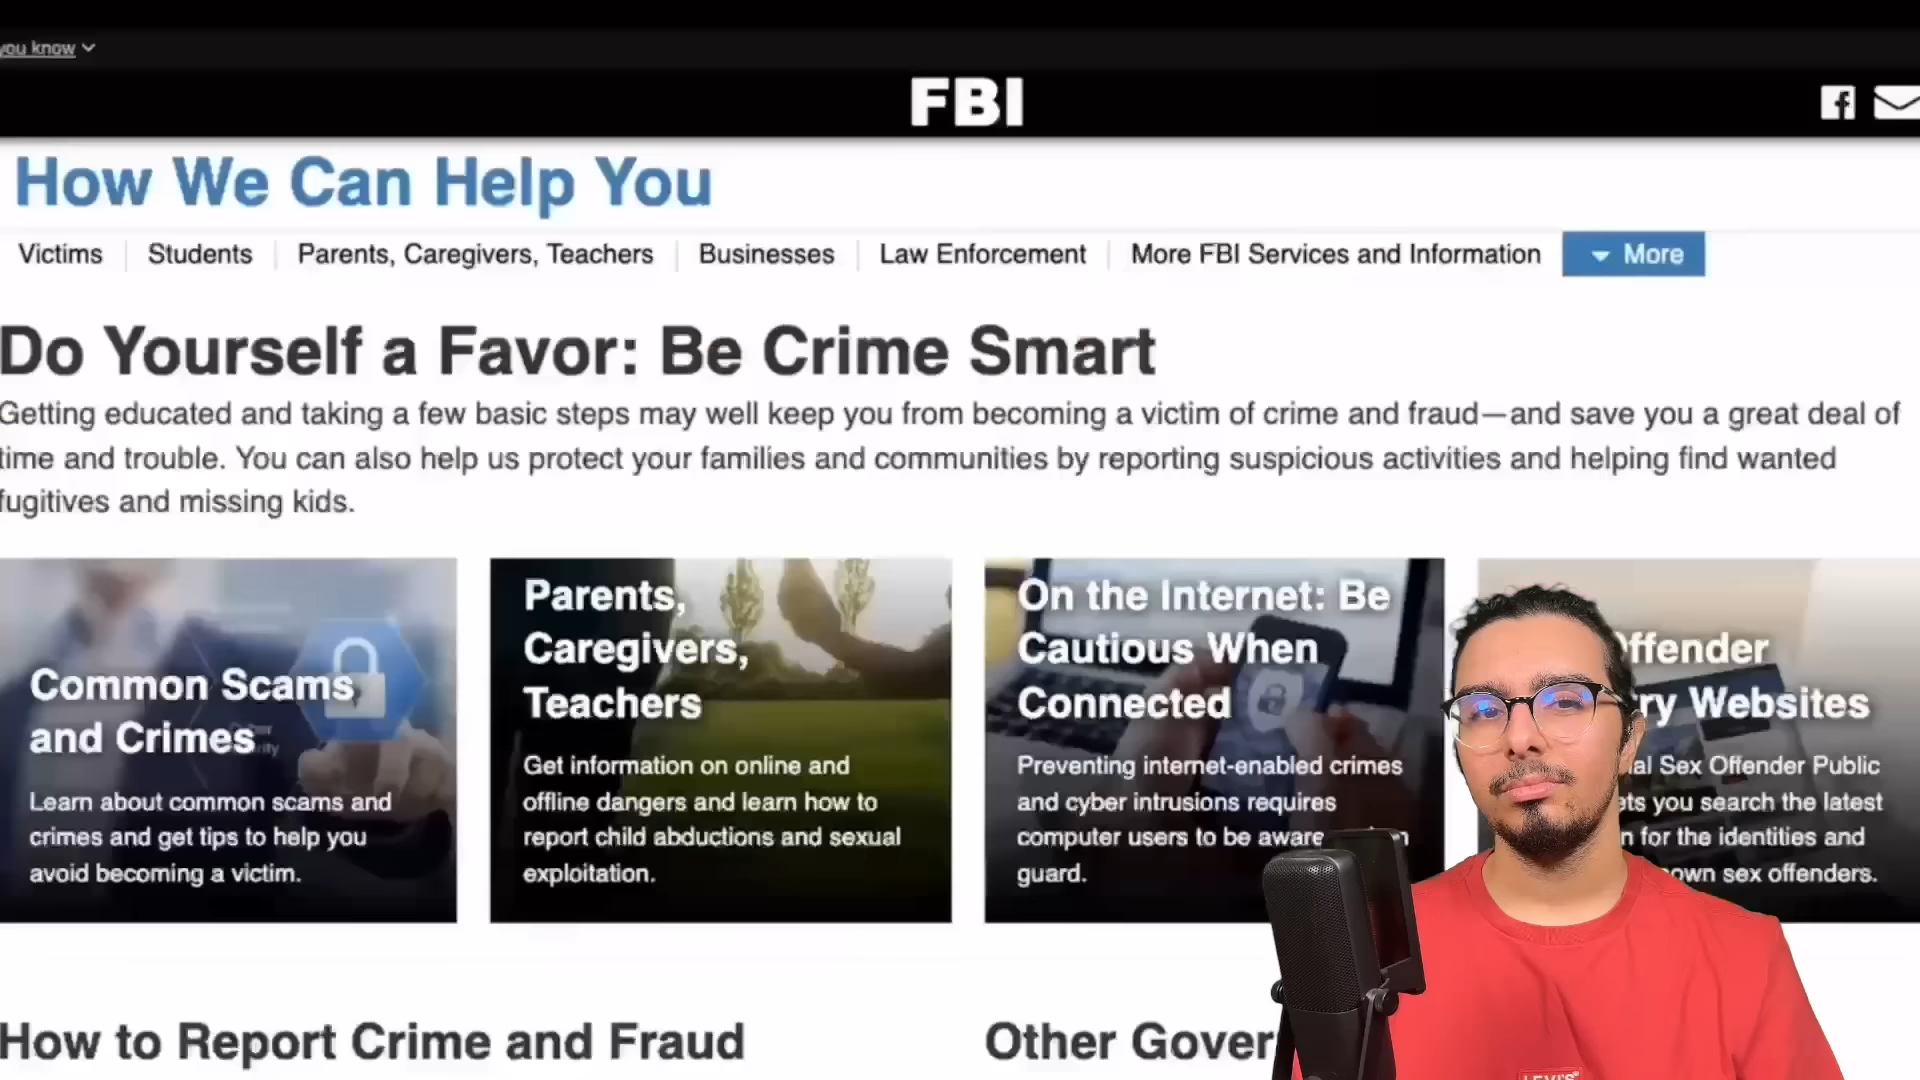 you know
FBI
How We Can Help You
Victims
Students
Parents, Caregivers, Teachers
Businesses
Law Enforcement
More FBI Services and Information
More
Do Yourself a Favor: Be Crime Smart
Getting educated and taking a few basic steps may well keep you from becoming a victim of crime and fraud—and save you a great deal of
time and trouble. You can also help us protect your families and communities by reporting suspicious activities and helping find wanted
fugitives and missing kids.
Common Scams
and Crimes
Learn about common scams and
crimes and get tips to help you
avoid becoming a victim.
Parents,
Caregivers,
Teachers
Get information on online and
offline dangers and learn how to
report child abductions and sexual
exploitation.
On the Internet: Be
Cautious When
Connected
Preventing internet-enabled crimes
and cyber intrusions requires
computer users to be aware
guard.
ffender
ry Websites
al Sex Offender Public
ets you search the latest
n for the identities and
own sex offenders.
How to Report Crime and Fraud
Other Gover
LEVI'S